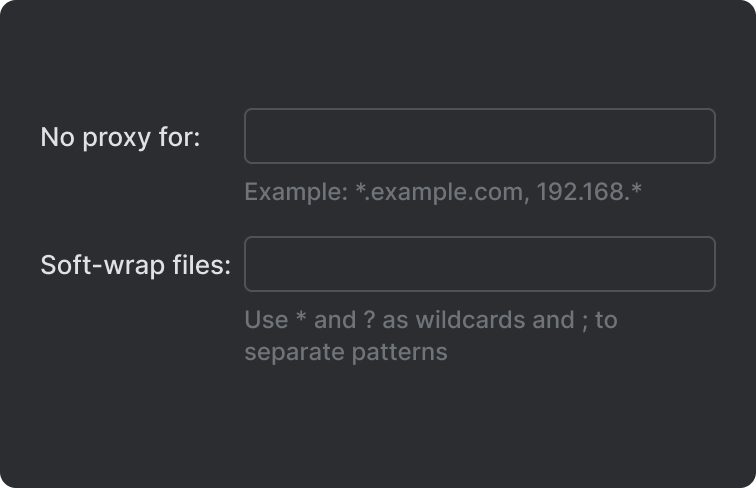 No proxy for:
Example: *.example.com, 192.168.*
Soft-wrap files:
Use * and ? as wildcards and ; to
separate patterns